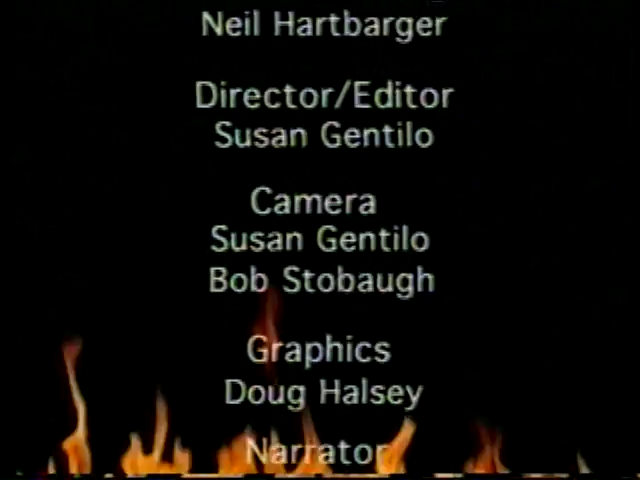 Neil Hartbarger
Director/Editor
Susan Gentilo
Camera
Susan Gentilo
Bob Stobaugh
Graphics
Doug Halsey
Narrator